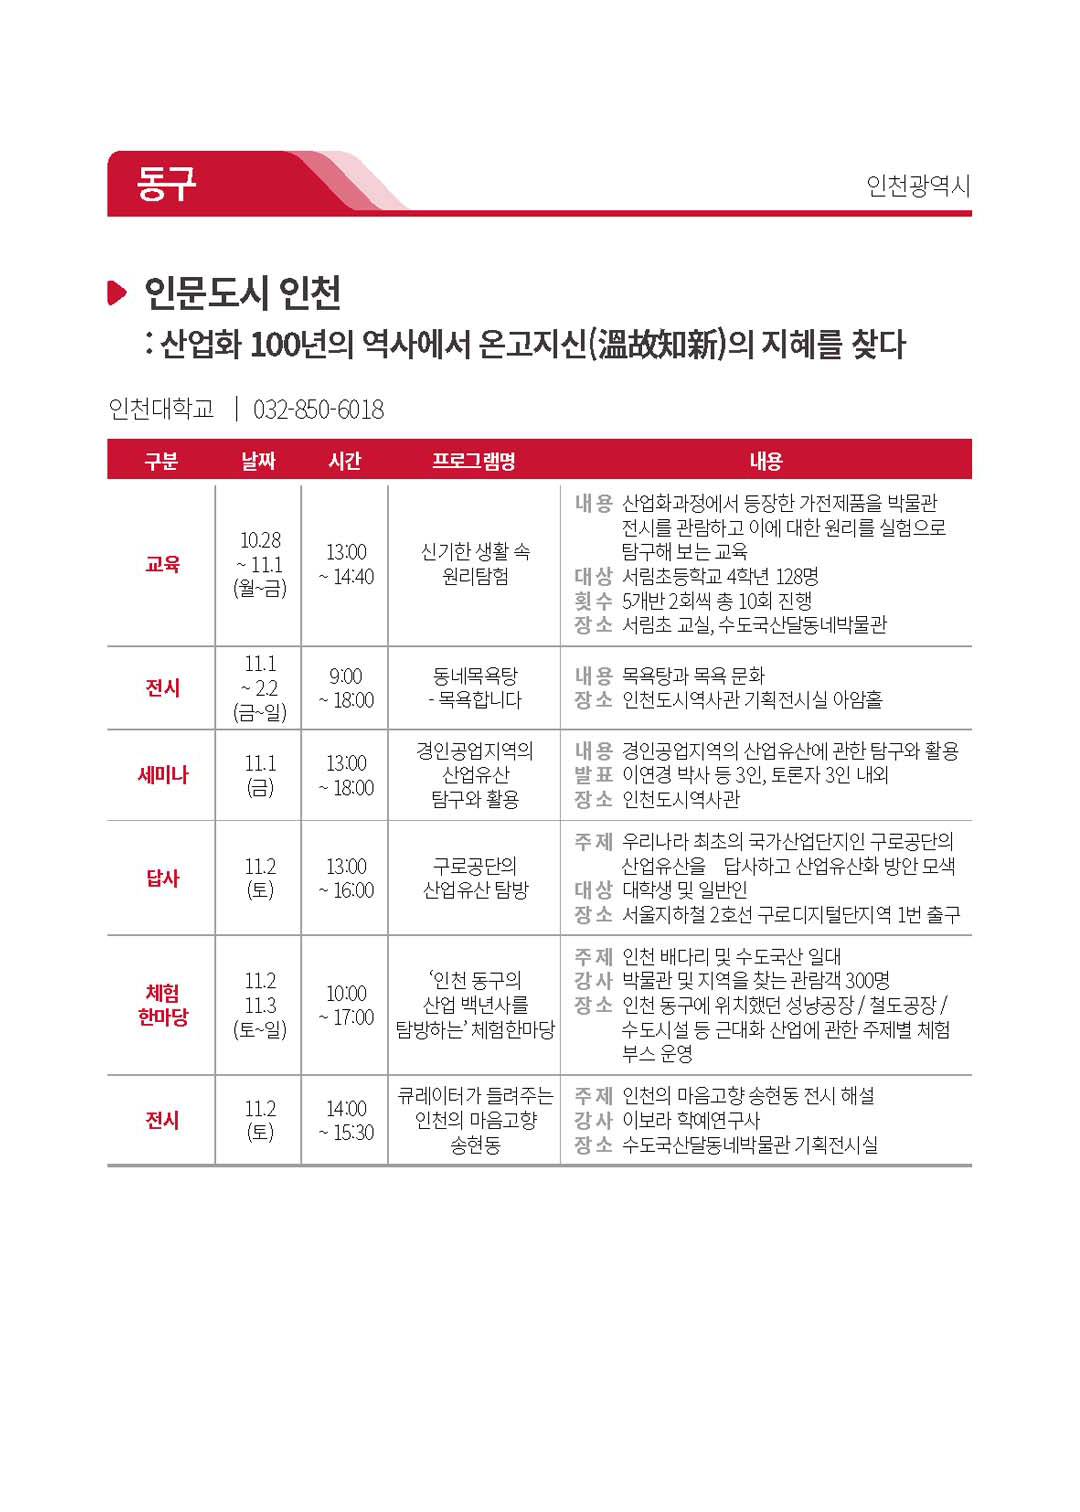 동구
인천광역시
인문도시 인천
: 산업화 100년의 역사에서 온고지신(溫故知新)의 지혜를 찾다
인천대학교 | 032-850-6018
구분 날짜 시간 프로그램명 내용
교육
10.28
~ 11.1
(월~금)
13:00
~ 14:40
신기한 생활 속
원리탐험
내용 산업화과정에서 등장한 가전제품을 박물관
전시를 관람하고 이에 대한 원리를 실험으로
탐구해 보는 교육
대상 서림초등학교 4학년 128명
횟수 5개반 2회씩 총 10회 진행
장소 서림초 교실, 수도국산달동네박물관
전시
11.1
~ 2.2
(금~일)
9:00
~ 18:00
동네목욕탕
- 목욕합니다
내용 목욕탕과 목욕 문화
장소 인천도시역사관 기획전시실 아암홀
세미나
11.1
(금)
13:00
~ 18:00
경인공업지역의
산업유산
탐구와 활용
내용 경인공업지역의 산업유산에 관한 탐구와 활용
발표 이연경 박사 등 3인, 토론자 3인 내외
장소 인천도시역사관
답사
11.2
(토)
13:00
~ 16:00
구로공단의
산업유산 탐방
주제 우리나라 최초의 국가산업단지인 구로공단의
산업유산을 답사하고 산업유산화 방안 모색
대상 대학생 및 일반인
장소 서울지하철 2호선 구로디지털단지역 1번 출구
체험
한마당
11.2
11.3
(토~일)
10:00
~ 17:00
‘인천 동구의
산업 백년사를
탐방하는’ 체험한마당
주제 인천 배다리 및 수도국산 일대
강사 박물관 및 지역을 찾는 관람객 300명
장소 인천 동구에 위치했던 성냥공장 / 철도공장 /
수도시설 등 근대화 산업에 관한 주제별 체험
부스 운영
전시
11.2
(토)
14:00
~ 15:30
큐레이터가 들려주는
인천의 마음고향
송현동
주제 인천의 마음고향 송현동 전시 해설
강사 이보라 학예연구사
장소 수도국산달동네박물관 기획전시실